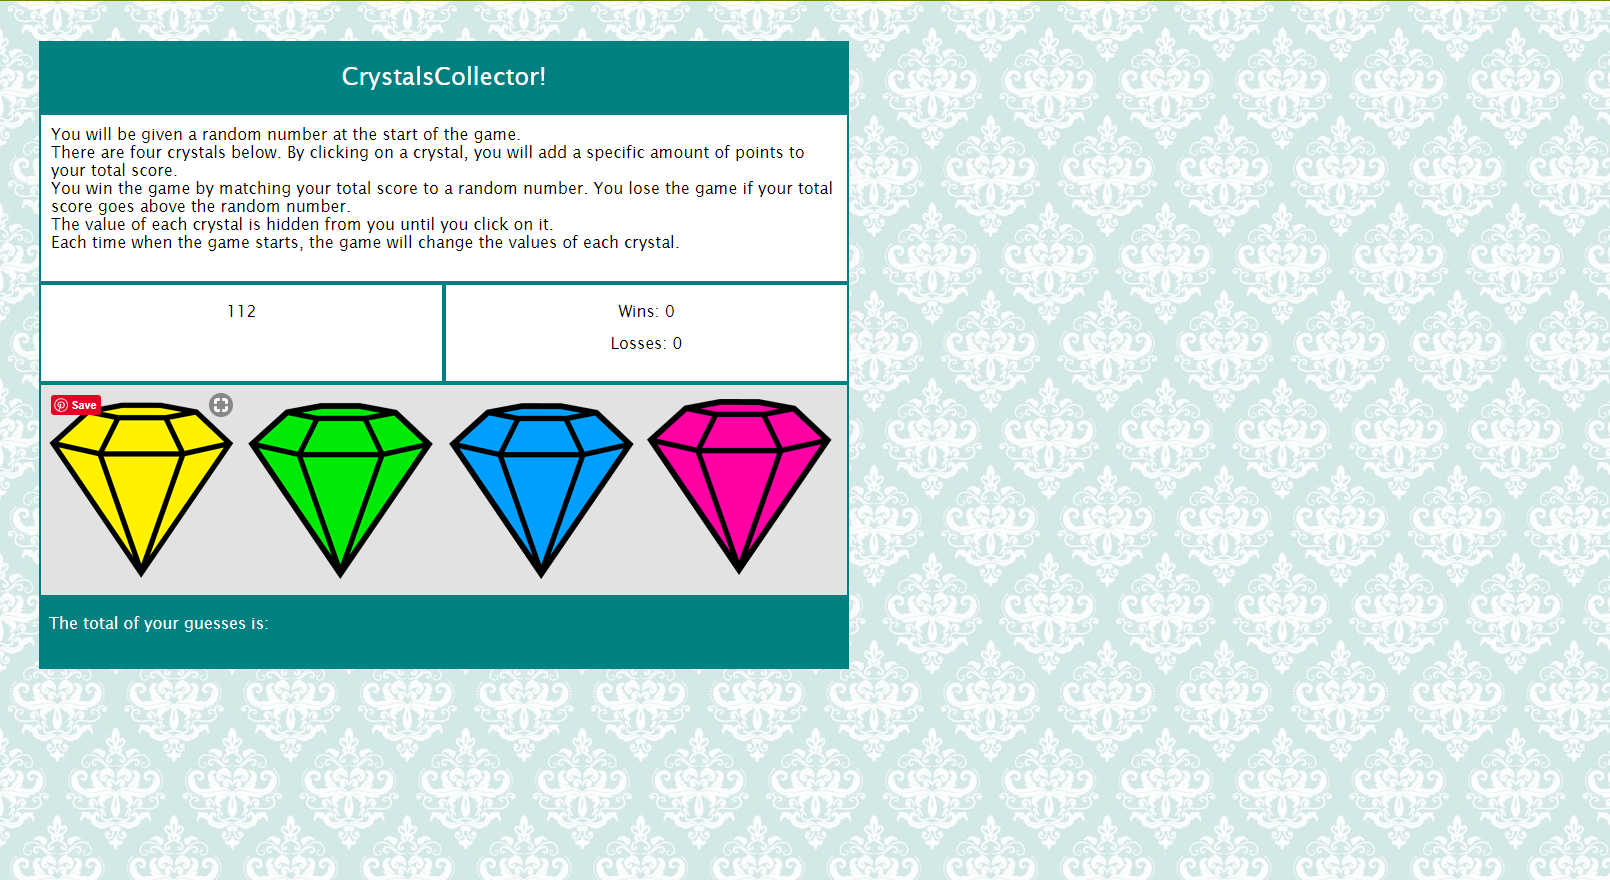 CrystalsCollector!
You will be given a random number at the start of the game.
There are four crystals below. By clicking on a crystal, you will add a specific amount of points to
your total score.
You win the game by matching your total score to a random number. You lose the game if your total
score goes above the random number.
The value of each crystal is hidden from you until you click on it.
Each time when the game starts, the game will change the values of each crystal.
112
Wins: 0
Losses: 0
Save
The total of your guesses is: